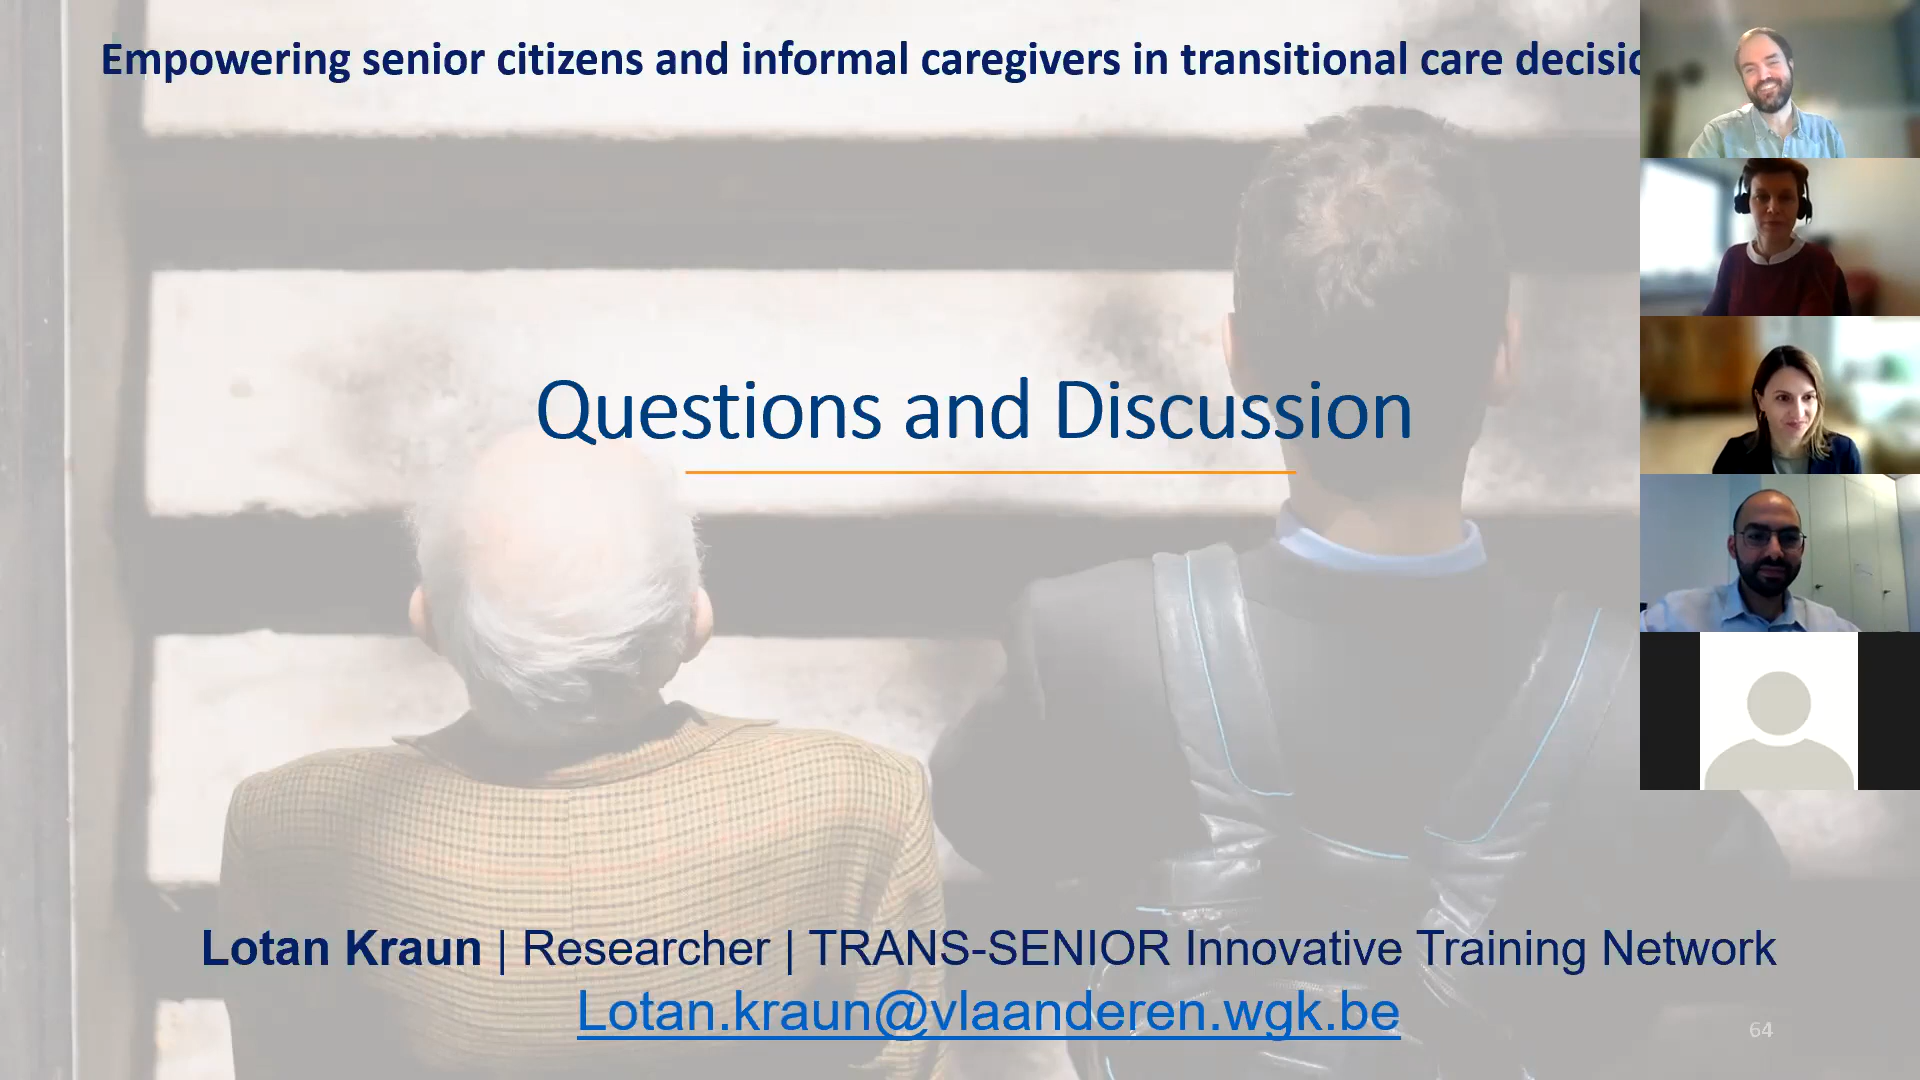 Empowering senior citizens and informal caregivers in transitional care
Questions and Discussion
Lotan Kraun | Researcher | TRANS-SENIOR Innovative Training Network
Lotan.kraun@vlaanderen.wgk.be
64